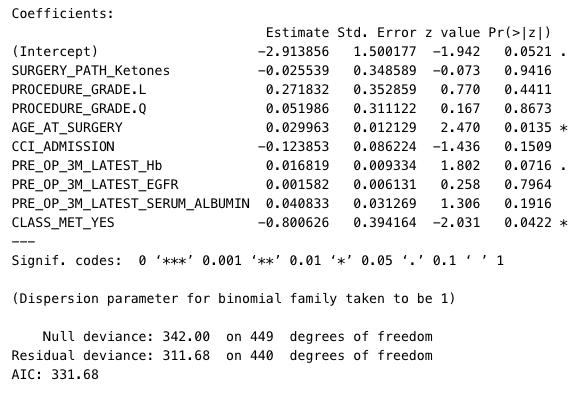 Coefficients:
                              Estimate Std. Error z value Pr(>|z|)
(Intercept)                  -2.913856   1.500177  -1.942   0.0521 .
SURGERY_PATH_Ketones         -0.025539   0.348589  -0.073   0.9416
PROCEDURE_GRADE.L             0.271832   0.352859   0.770   0.4411
PROCEDURE_GRADE.Q             0.051986   0.311122   0.167   0.8673
AGE_AT_SURGERY                0.029963   0.012129   2.470   0.0135 *
CCI_ADMISSION                -0.123853   0.086224  -1.436   0.1509
PRE_OP_3M_LATEST_Hb           0.016819   0.009334   1.802   0.0716 .
PRE_OP_3M_LATEST_EGFR         0.001582   0.006131   0.258   0.7964
PRE_OP_3M_LATEST_SERUM_ALBUMIN  0.040833   0.031269   1.306   0.1916
CLASS_MET_YES                -0.800626   0.394164  -2.031   0.0422 *
---
Signif. codes:  0 ‘***’ 0.001 ‘**’ 0.01 ‘*’ 0.05 ‘.’ 0.1 ‘ ’ 1
(Dispersion parameter for binomial family taken to be 1)
    Null deviance: 342.00  on 449  degrees of freedom
Residual deviance: 311.68  on 440  degrees of freedom
AIC: 331.68